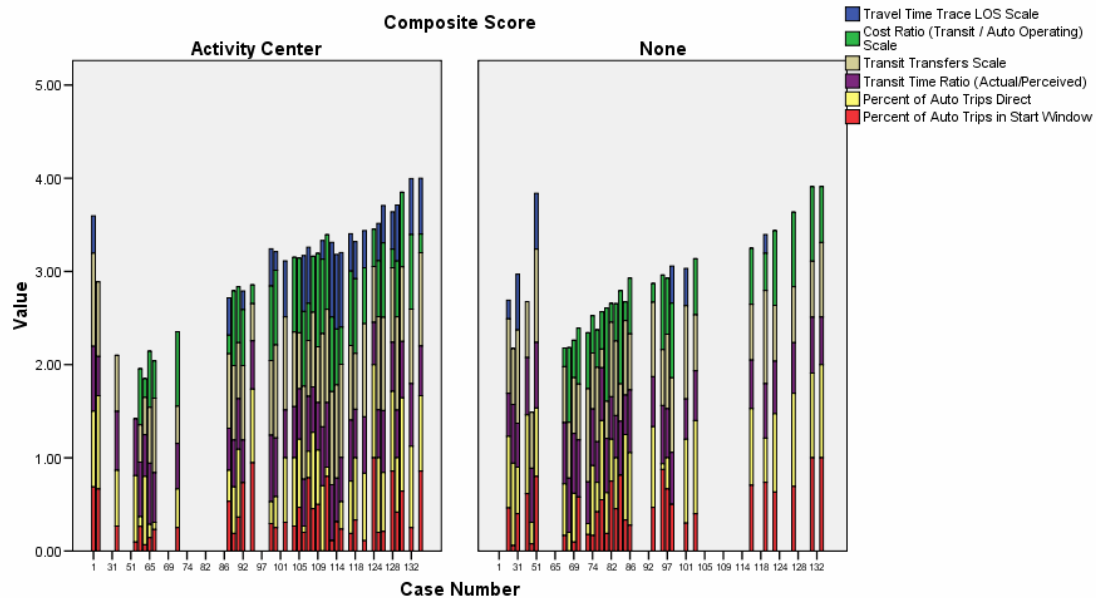 Composite Score
Activity Center
None
Travel Time Trace LOS Scale
Cost Ratio (Transit / Auto Operating)
Scale
Transit Transfers Scale
Transit Time Ratio (Actual/Perceived)
Percent of Auto Trips Direct
Percent of Auto Trips in Start Window
Value
5.00
4.00
3.00
2.00
1.00
0.00
1 31 51 65 69 74 82 86 92 97 101 105 109 114 118 124 128 132
1 31 51 65 69 74 82 86 92 97 101 105 109 114 118 124 128 132
Case Number